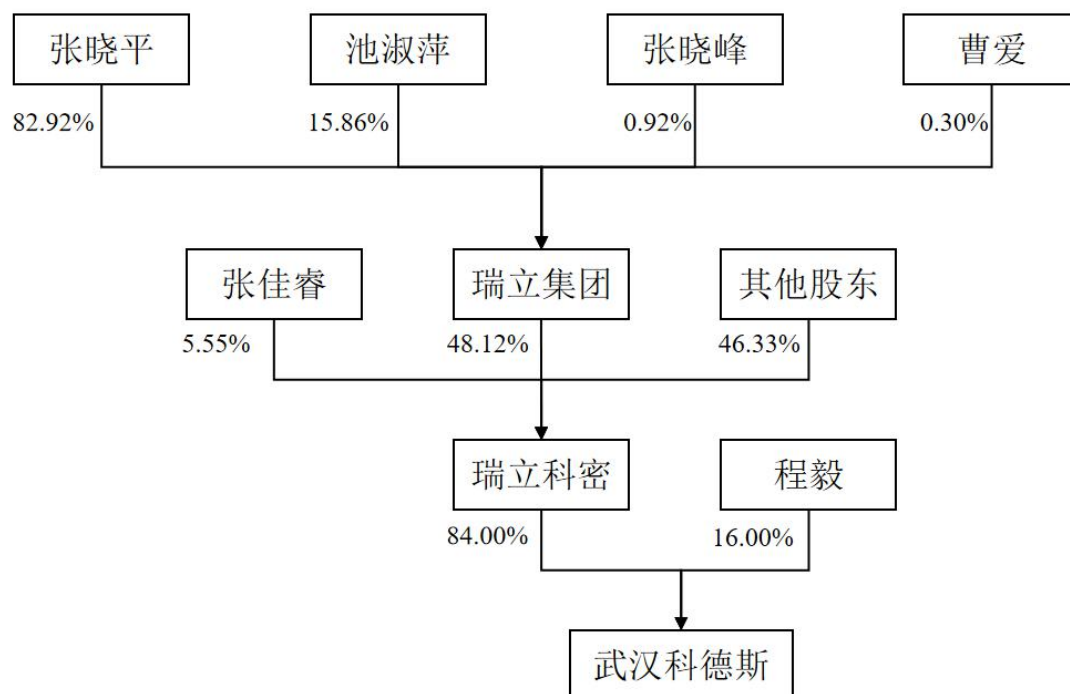 张晓平 池淑萍 张晓峰 曹爱
82.92% 15.86% 0.92% 0.30%
张佳睿 瑞立集团 其他股东
5.55% 48.12% 46.33%
瑞立科密 程毅
84.00% 16.00%
武汉科德斯